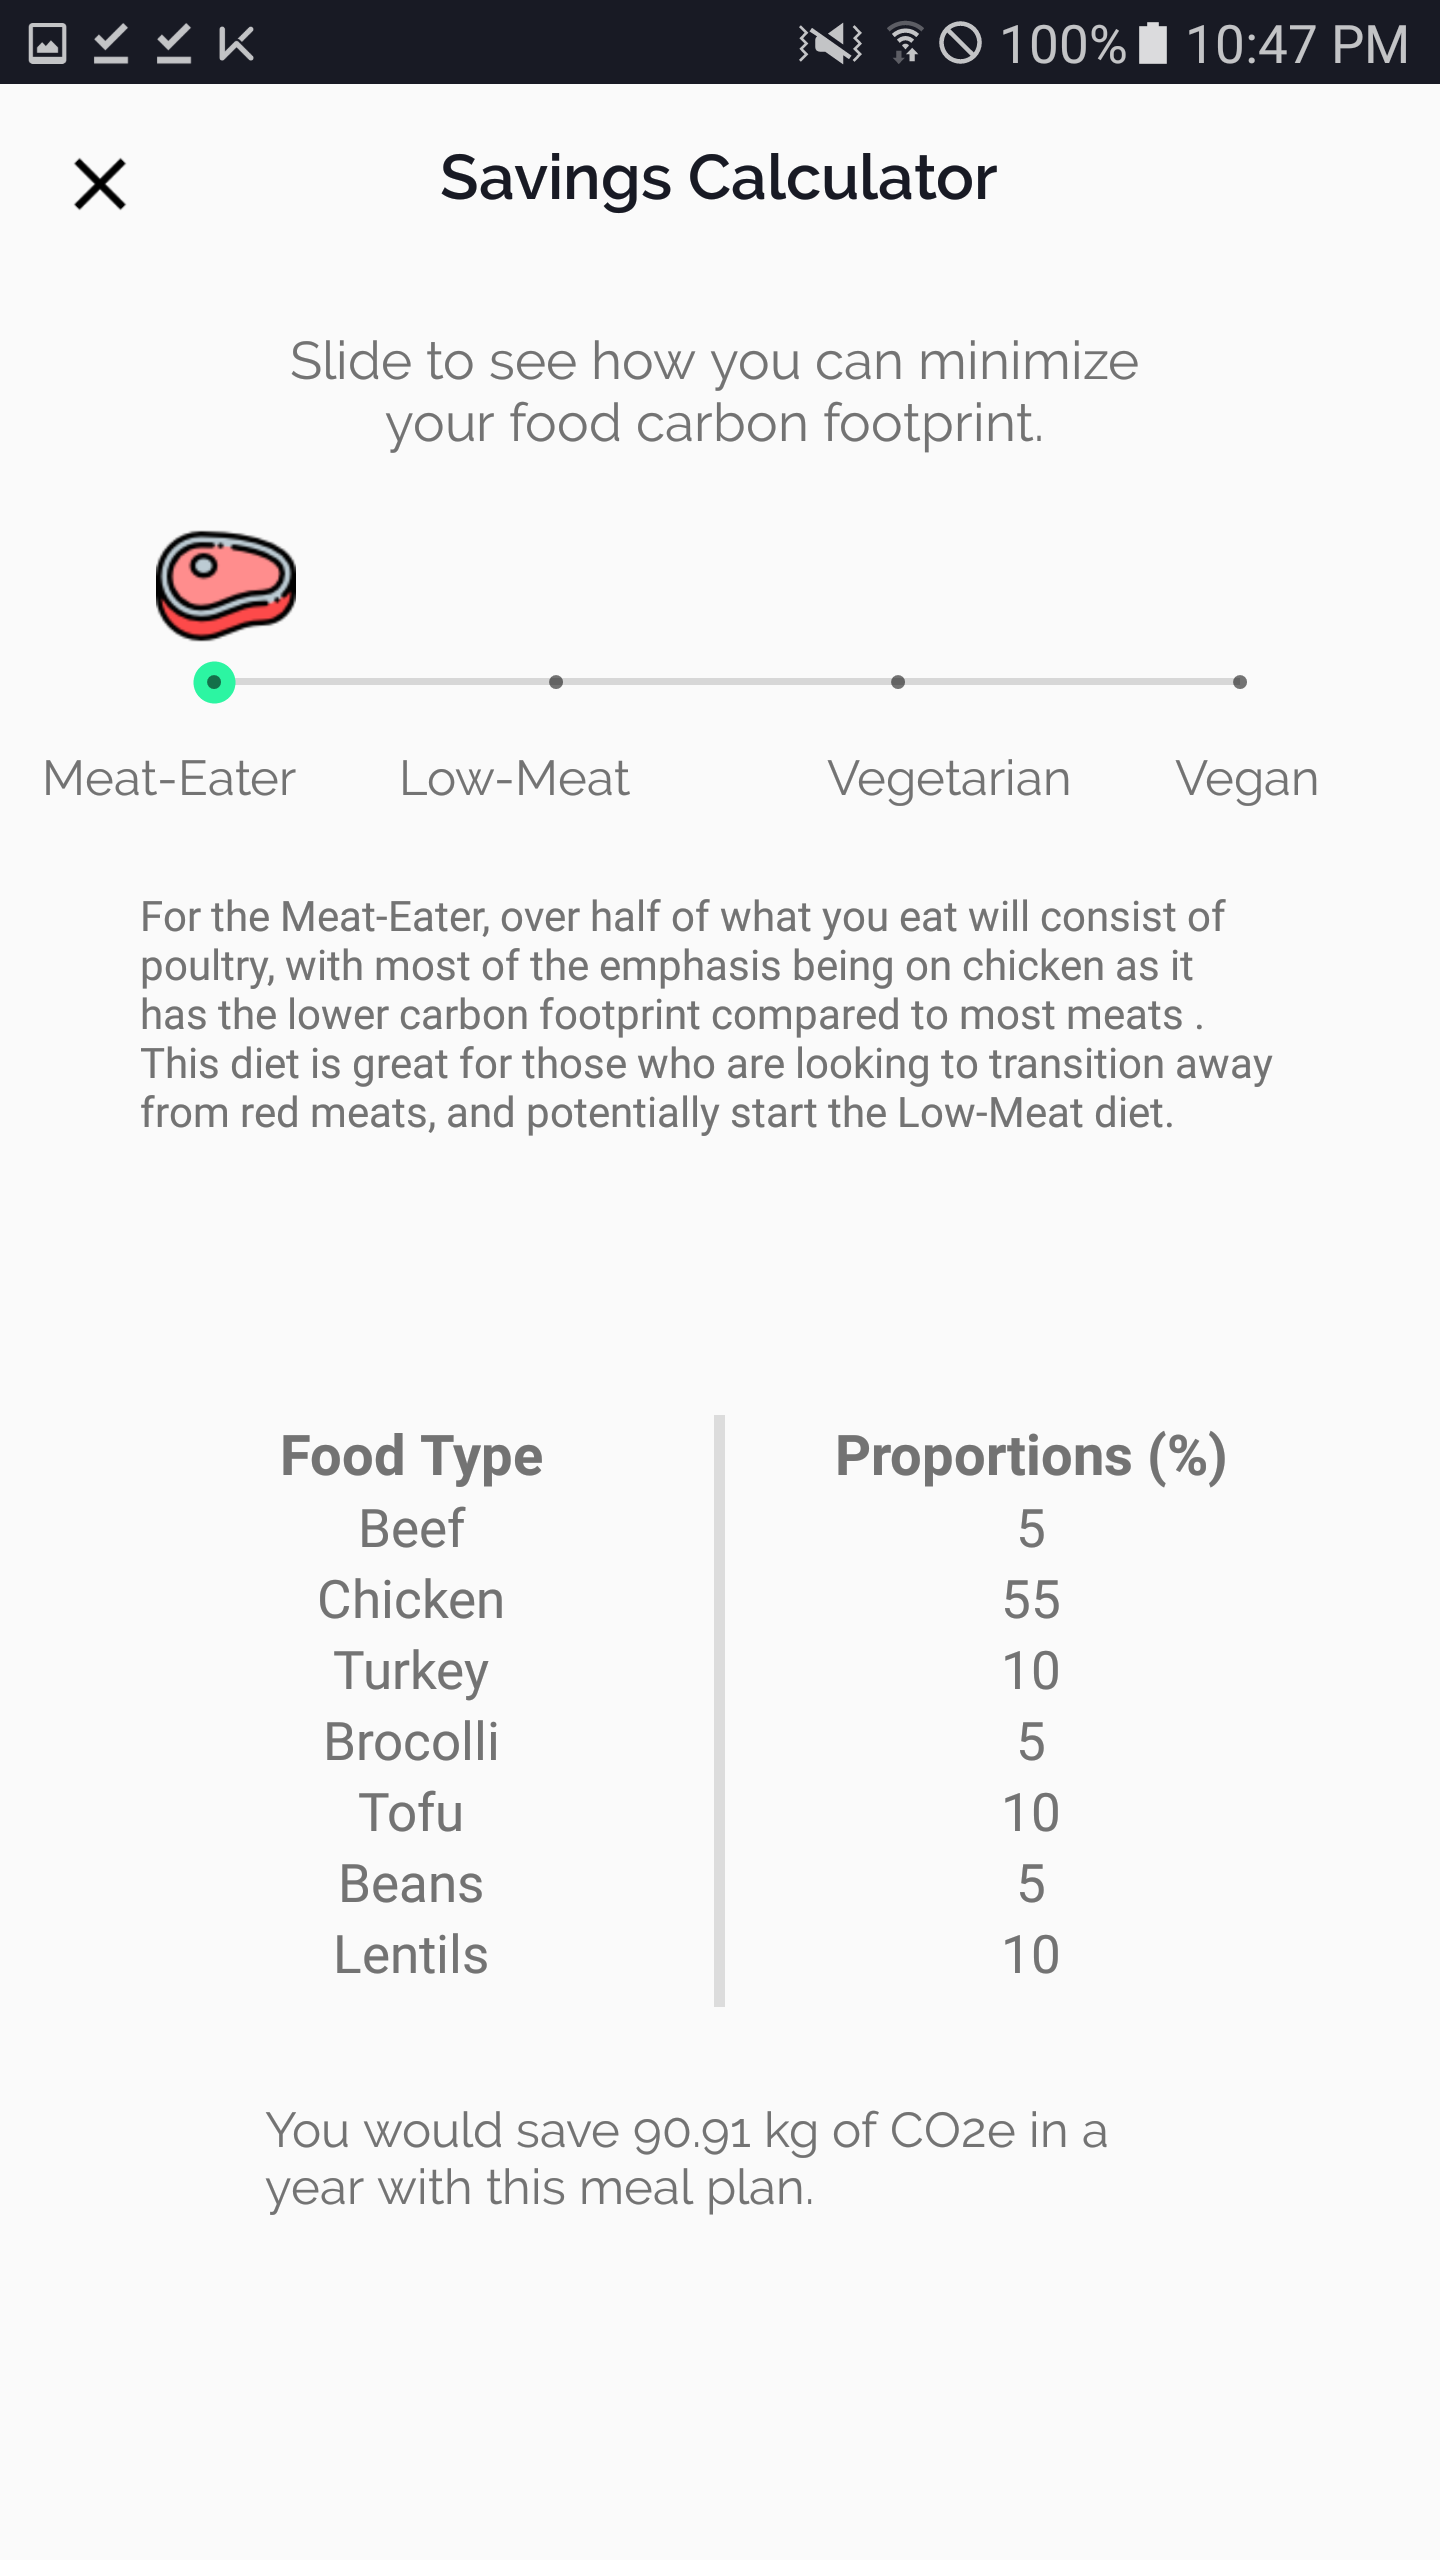 100% 10:47 PM
Savings Calculator
Slide to see how you can minimize
your food carbon footprint.
Meat-Eater Low-Meat Vegetarian Vegan
For the Meat-Eater, over half of what you eat will consist of
poultry, with most of the emphasis being on chicken as it
has the lower carbon footprint compared to most meats .
This diet is great for those who are looking to transition away
from red meats, and potentially start the Low-Meat diet.
Food Type Proportions (%)
Beef 5
Chicken 55
Turkey 10
Brocolli 5
Tofu 10
Beans 5
Lentils 10
You would save 90.91 kg of CO2e in a
year with this meal plan.